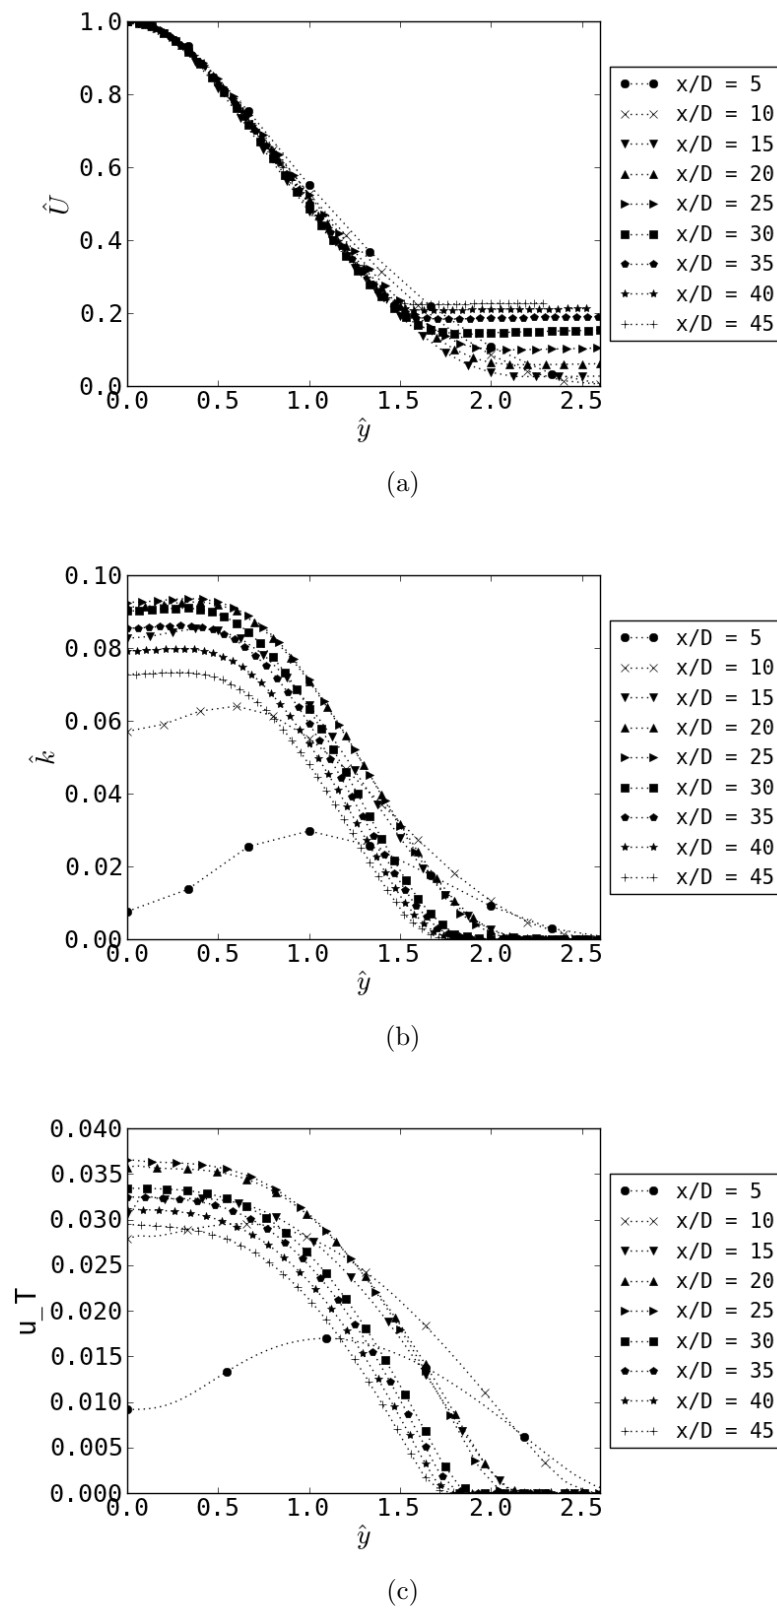 1.0
0.8
0.6
0.4
0.2
0.0
Û
0.0 0.5 1.0 1.5 2.0 2.5
ŷ
x/D = 5
x/D = 10
x/D = 15
x/D = 20
x/D = 25
x/D = 30
x/D = 35
x/D = 40
x/D = 45
(a)
0.10
0.08
0.06
0.04
0.02
0.00
k̂
0.0 0.5 1.0 1.5 2.0 2.5
ŷ
x/D = 5
x/D = 10
x/D = 15
x/D = 20
x/D = 25
x/D = 30
x/D = 35
x/D = 40
x/D = 45
(b)
0.040
0.035
0.030
0.025
0.020
0.015
0.010
0.005
0.000
u_T
0.0 0.5 1.0 1.5 2.0 2.5
ŷ
x/D = 5
x/D = 10
x/D = 15
x/D = 20
x/D = 25
x/D = 30
x/D = 35
x/D = 40
x/D = 45
(c)